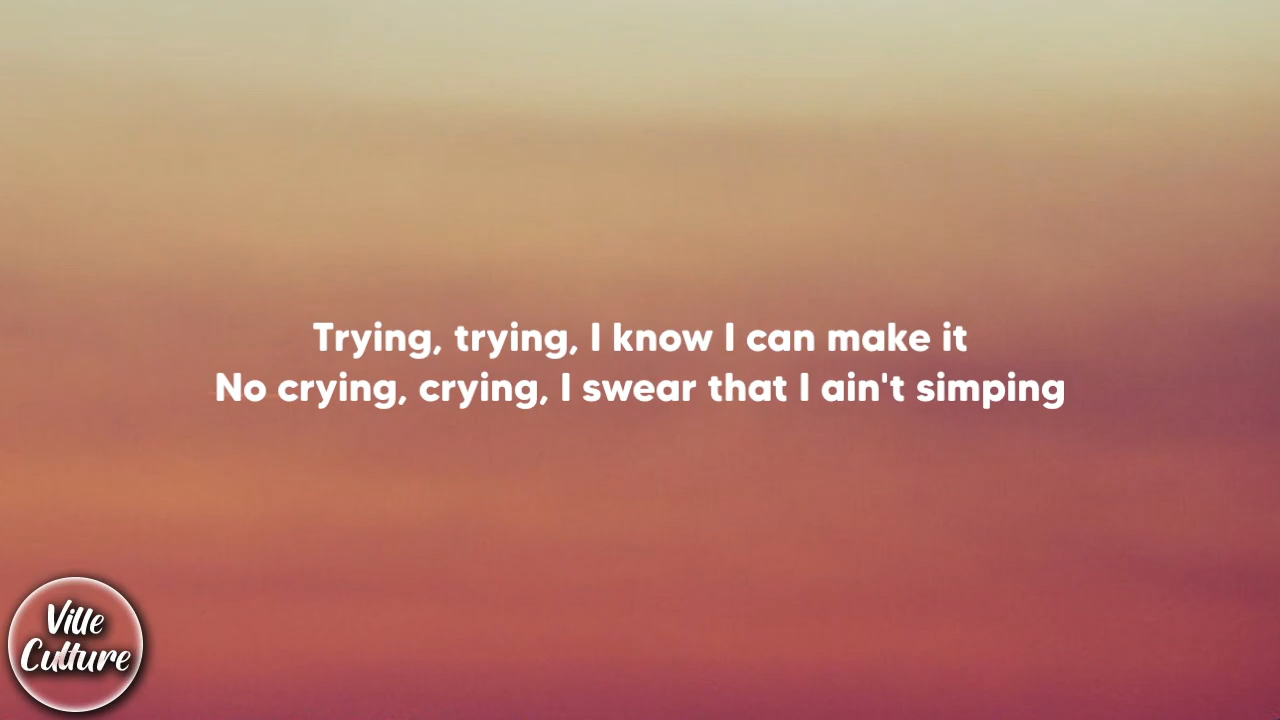 Trying, trying, I know I can make it
No crying, crying, I swear that I ain't simping
Ville
Culture